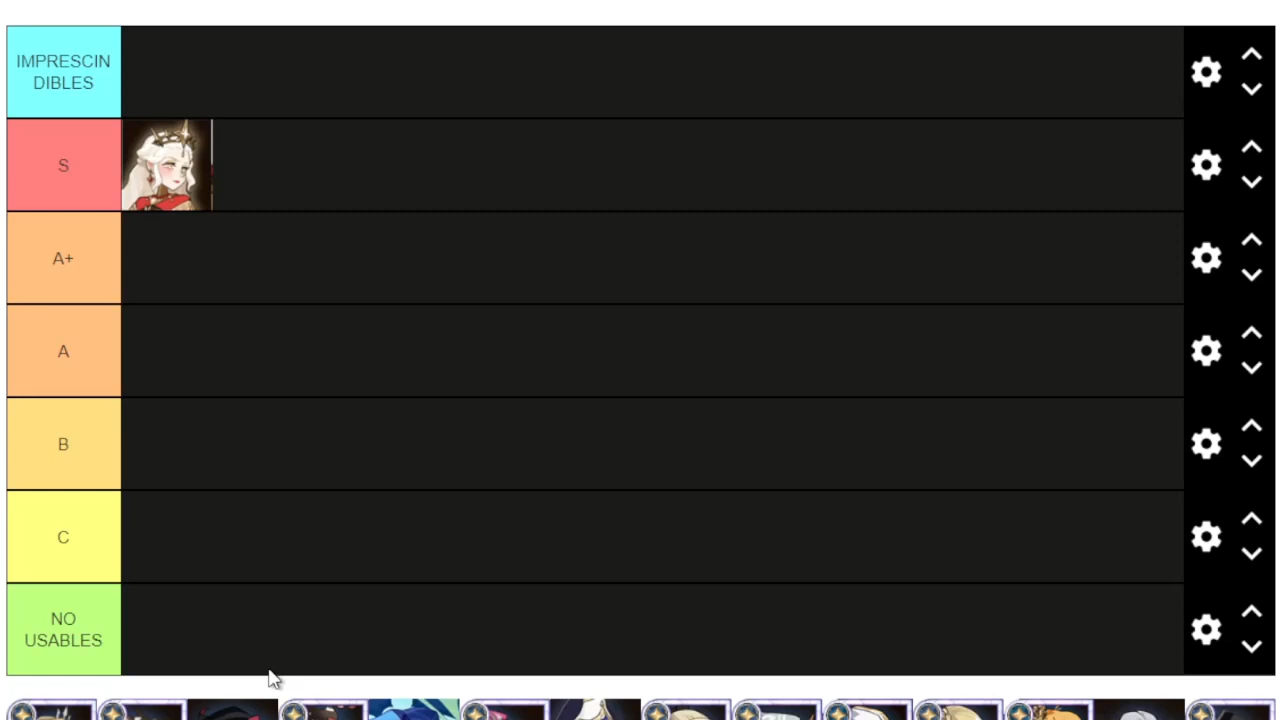 IMPRESCIN
DIBLES
S
A+
A
B
C
NO
USABLES